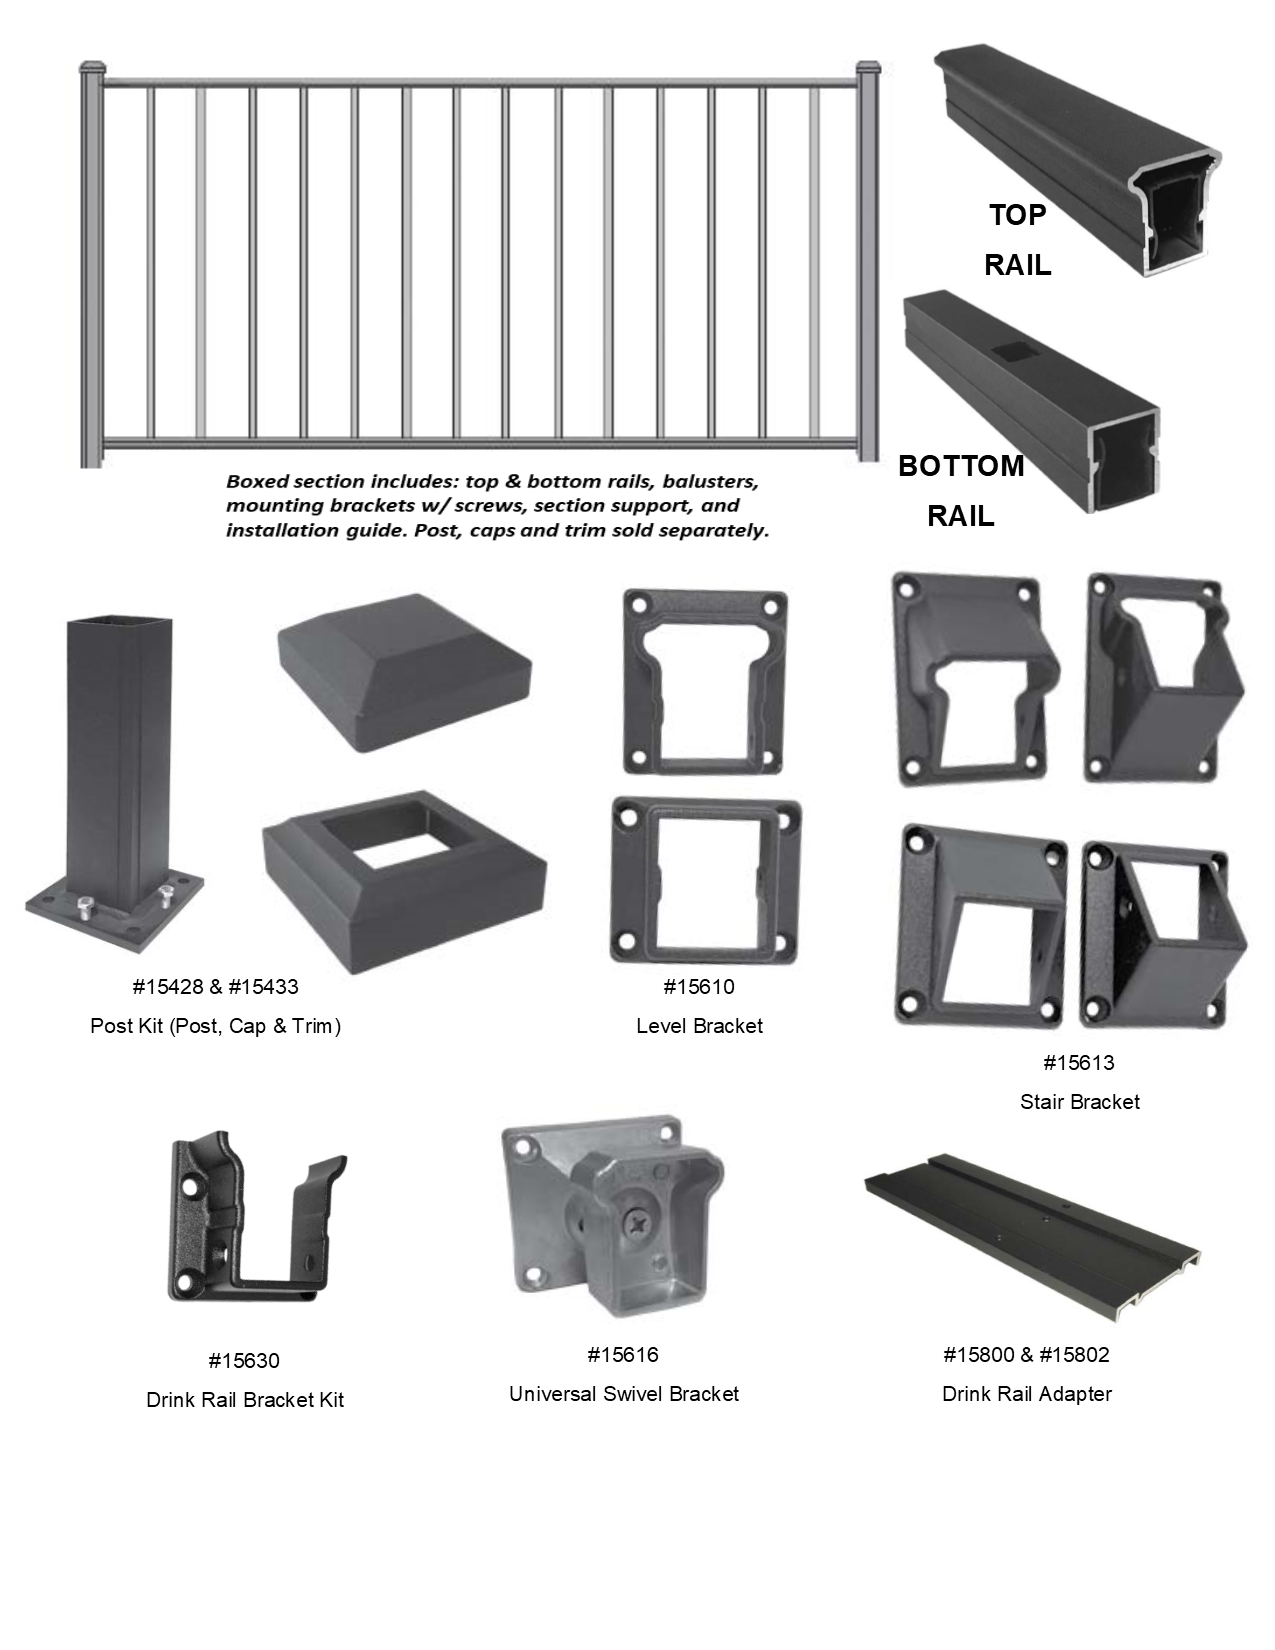 TOP
RAIL
BOTTOM
RAIL
Boxed section includes: top & bottom rails, balusters,
mounting brackets w/ screws, section support, and
installation guide. Post, caps and trim sold separately.
#15428 & #15433
Post Kit (Post, Cap & Trim)
#15610
Level Bracket
#15613
Stair Bracket
#15630
Drink Rail Bracket Kit
#15616
Universal Swivel Bracket
#15800 & #15802
Drink Rail Adapter